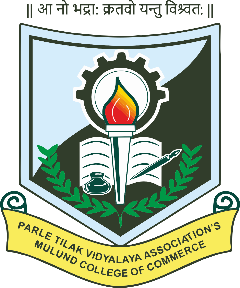 || आ नो भद्रा: क्रतवो यन्तु विश्वत: ||
PARLE TILAK VIDYALAYA ASSOCIATION'S
MULUND COLLEGE OF COMMERCE